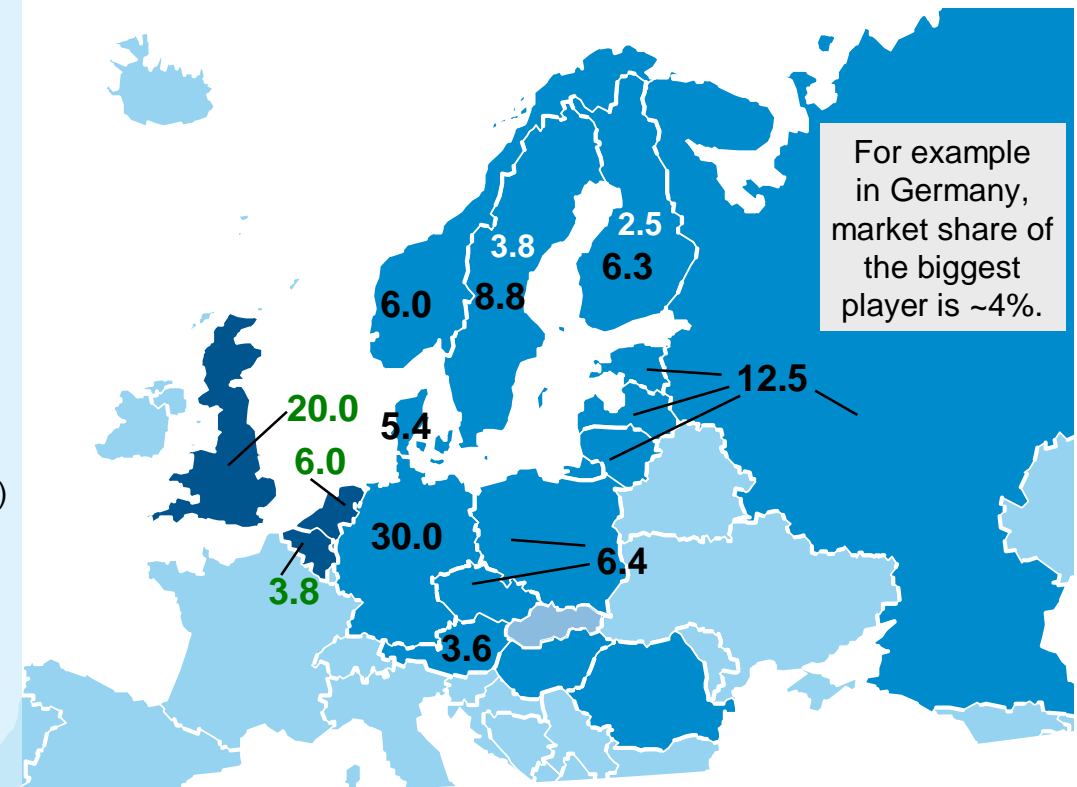 For example
in Germany,
market share of
the biggest
player is ~4%.
2.5
3.8
6.3
6.0
8.8
12.5
20.0
5.4
6.0
)
30.0
6.4
3.8
3.6